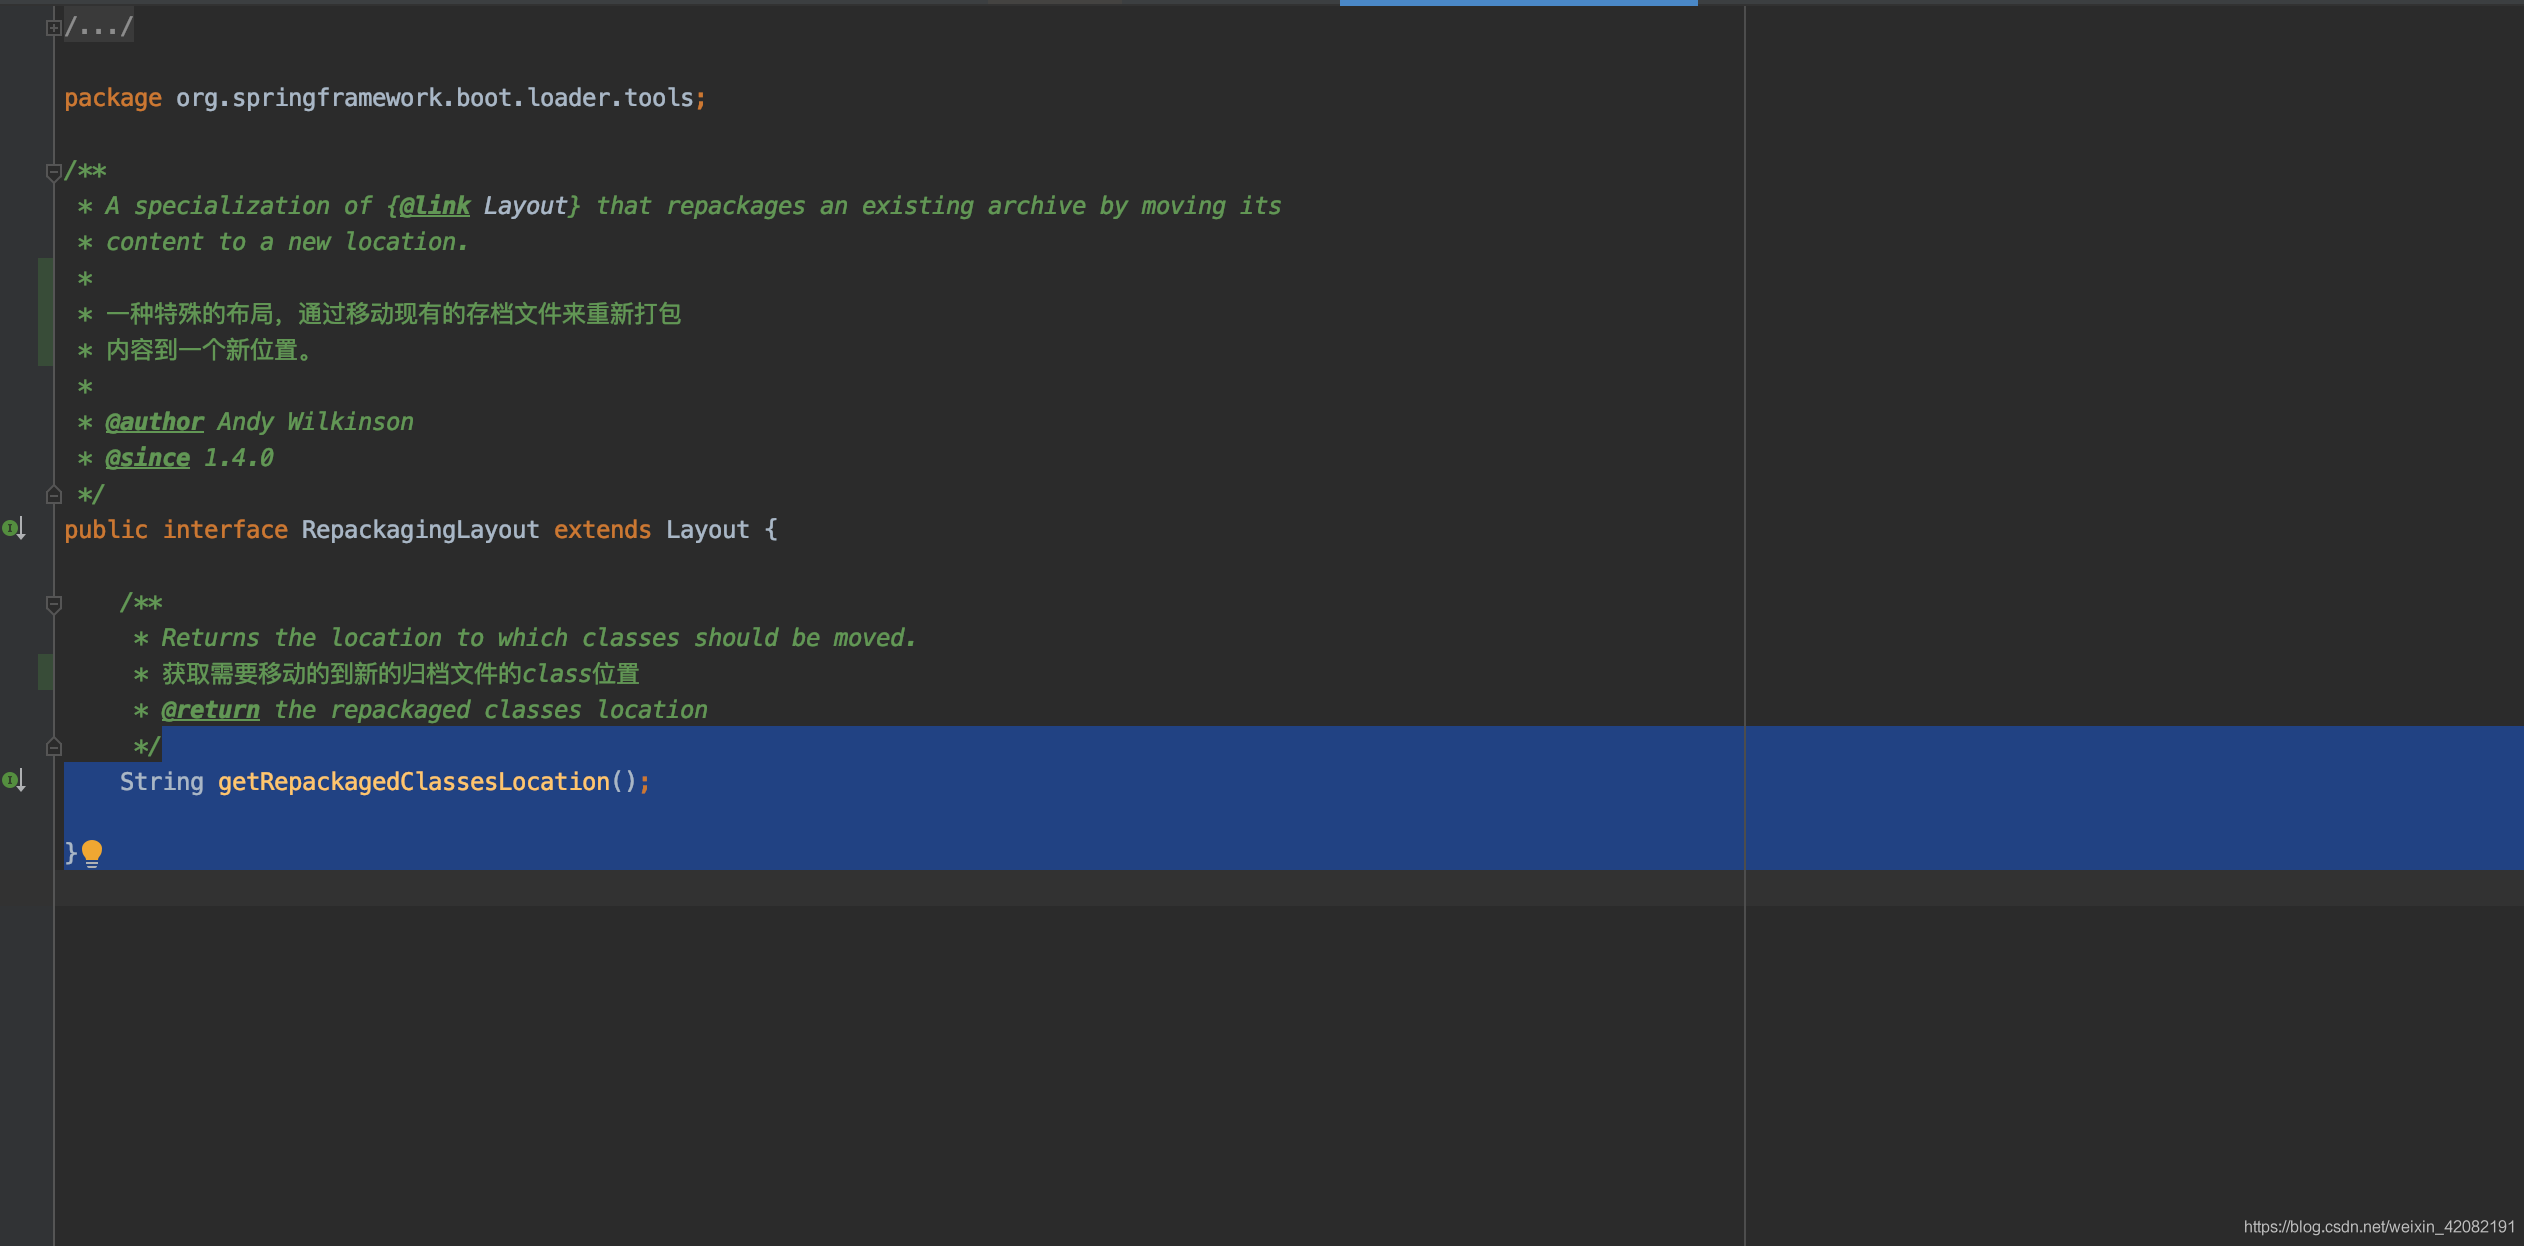 /.../
package org.springframework.boot.loader.tools;
/**
* A specialization of {@link Layout} that repackages an existing archive by moving its
* content to a new location.
*
* 一种特殊的布局，通过移动现有的存档文件来重新打包
* 内容到一个新位置。
*
* @author Andy Wilkinson
* @since 1.4.0
*/
public interface RepackagingLayout extends Layout {
/**
* Returns the location to which classes should be moved.
* 获取需要移动的到新的归档文件的class位置
* @return the repackaged classes location
*/
String getRepackagedClassesLocation();
}
https://blog.csdn.net/weixin_42082191